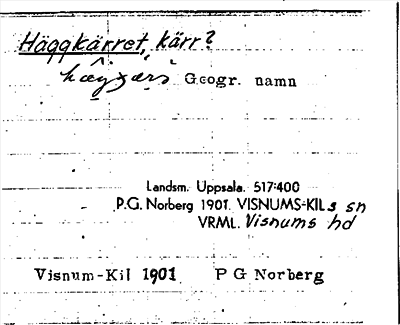 Häggkärret, kärr?
Geogr. namn
Landsm. Uppsala. 517:400
P.G. Norberg 1901. VISNUMS-KILs sn
VRML. Visnums hd
Visnum-Kil 1901 P G Norberg